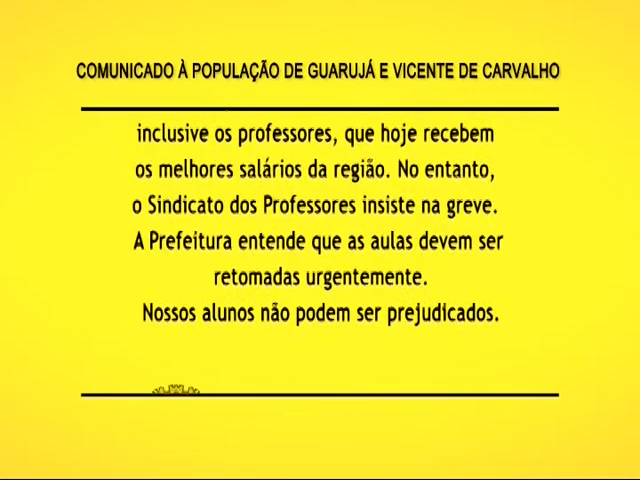 COMUNICADO À POPULAÇÃO DE GUARUJÁ E VICENTE DE CARVALHO
inclusive os professores, que hoje recebem
os melhores salários da região. No entanto,
o Sindicato dos Professores insiste na greve.
A Prefeitura entende que as aulas devem ser
retomadas urgentemente.
Nossos alunos não podem ser prejudicados.